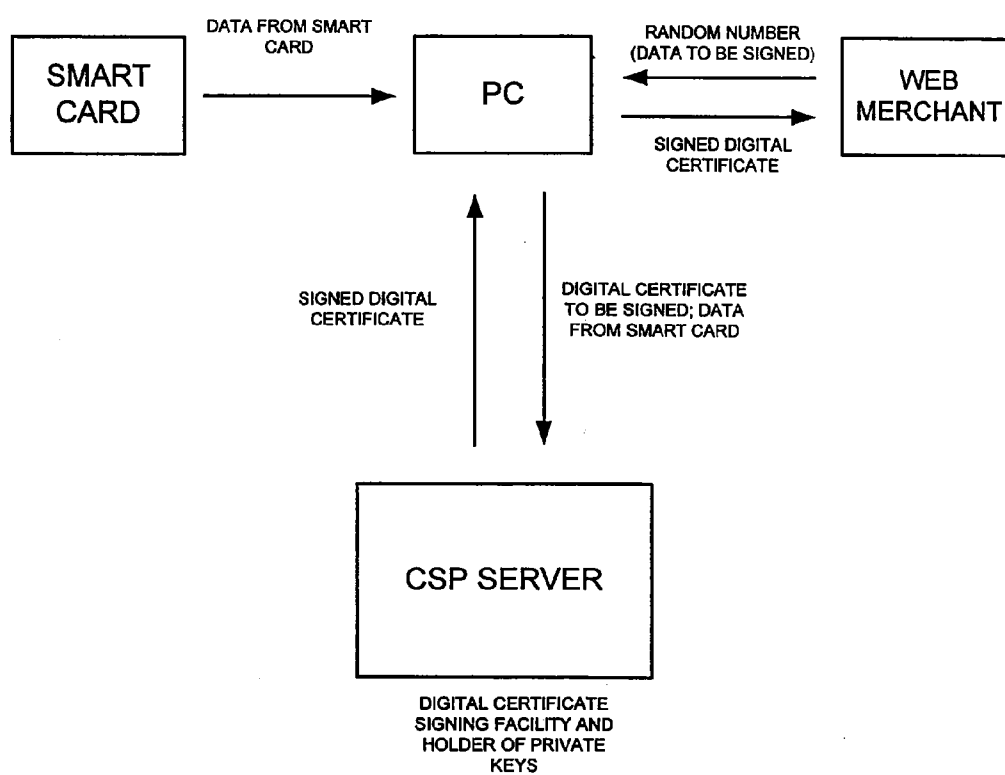 DATA FROM SMART
CARD
SMART
CARD
PC
RANDOM NUMBER
(DATA TO BE SIGNED)
WEB
MERCHANT
SIGNED DIGITAL
CERTIFICATE
SIGNED DIGITAL
CERTIFICATE
DIGITAL CERTIFICATE
TO BE SIGNED; DATA
FROM SMART CARD
CSP SERVER
DIGITAL CERTIFICATE
SIGNING FACILITY AND
HOLDER OF PRIVATE
KEYS